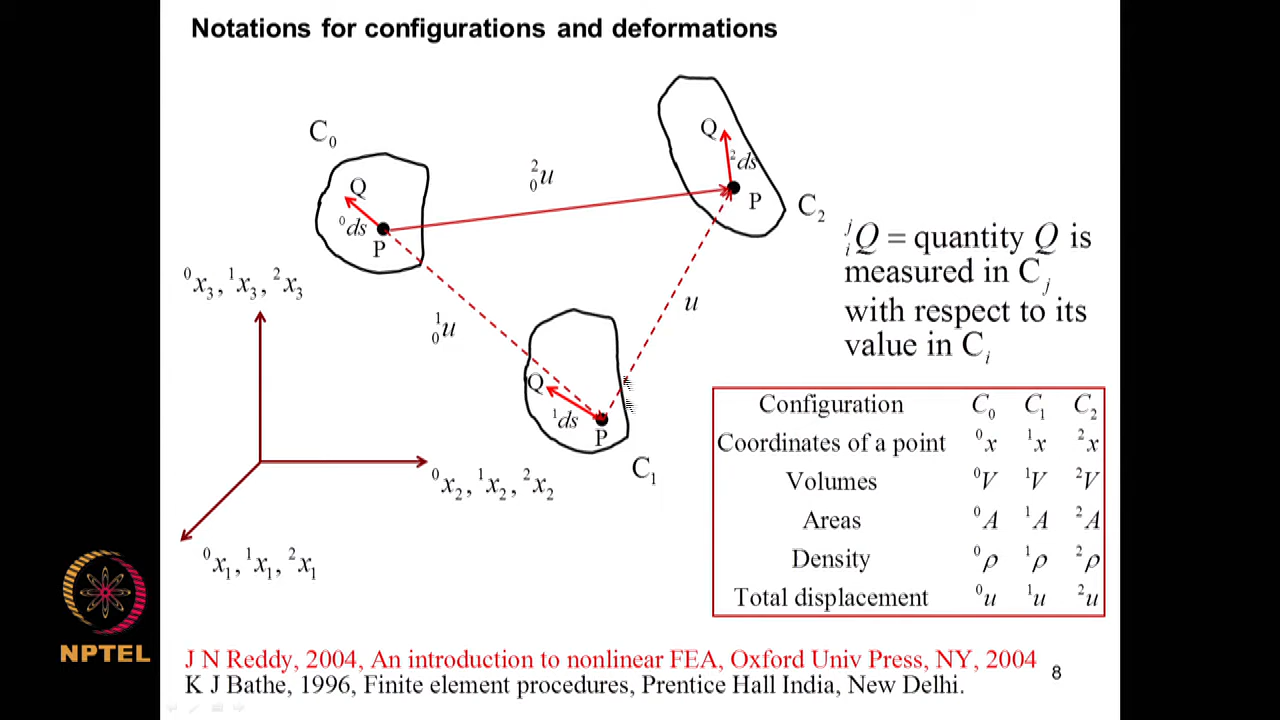 Notations for configurations and deformations
C₀
Q
⁰ds
P
²₀u
Q
²ds
P
C₂
ʲᵢQ = quantity Q is
measured in Cⱼ
with respect to its
value in Cᵢ
⁰x₃, ¹x₃, ²x₃
¹₀u
u
Q
¹ds
P
C₁
⁰x₂, ¹x₂, ²x₂
⁰x₁, ¹x₁, ²x₁
Configuration C₀ C₁ C₂
Coordinates of a point ⁰x ¹x ²x
Volumes ⁰V ¹V ²V
Areas ⁰A ¹A ²A
Density ⁰ρ ¹ρ ²ρ
Total displacement ⁰u ¹u ²u
NPTEL
J N Reddy, 2004, An introduction to nonlinear FEA, Oxford Univ Press, NY, 2004
K J Bathe, 1996, Finite element procedures, Prentice Hall India, New Delhi.
8